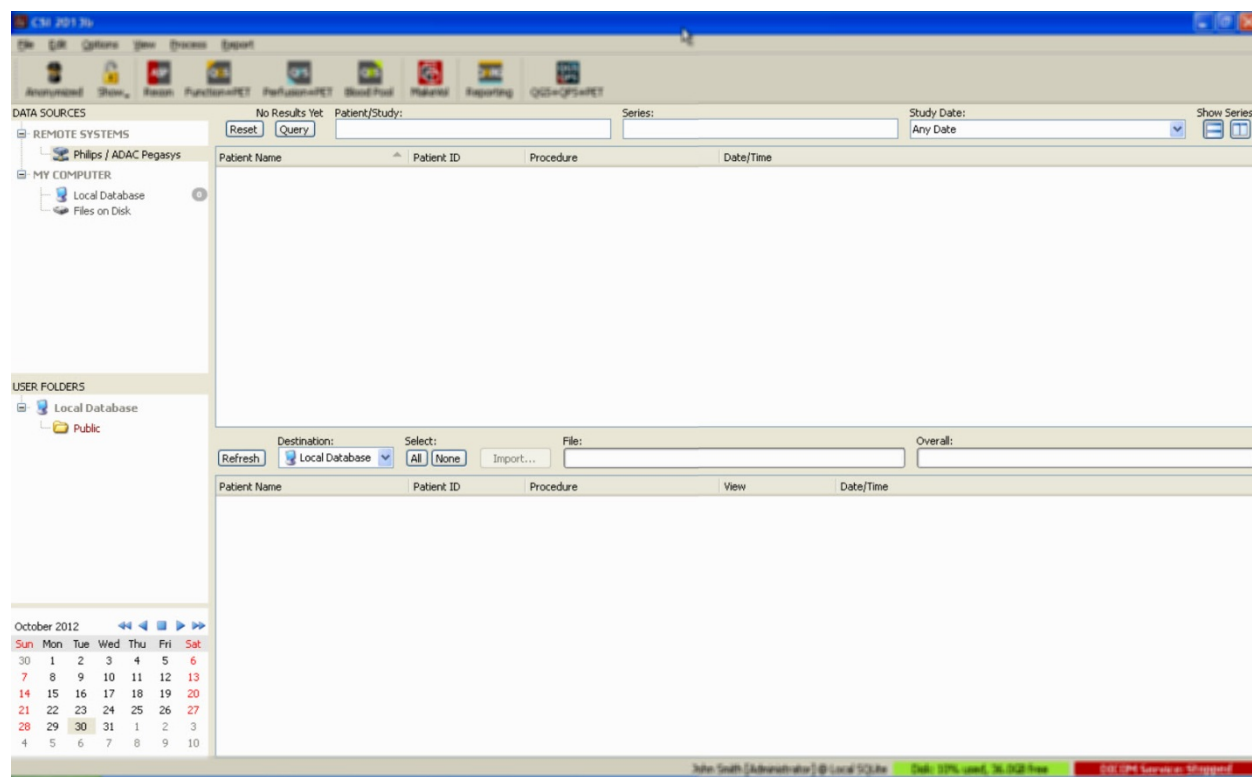 CSI 2013b
File Edit Options View Process Export
Anonymized Show... Recon Function+PET Perfusion+PET Blood Pool Reporting QGS+QPS+PET
DATA SOURCES
REMOTE SYSTEMS
Philips / ADAC Pegasys
MY COMPUTER
Local Database 0
Files on Disk
No Results Yet Patient/Study: Series: Study Date: Show Series
Reset Query Any Date
Patient Name Patient ID Procedure Date/Time
USER FOLDERS
Local Database
Public
Destination: Select: File: Overall:
Refresh Local Database All None Import...
Patient Name Patient ID Procedure View Date/Time
October 2012
Sun Mon Tue Wed Thu Fri Sat
30 1 2 3 4 5 6
7 8 9 10 11 12 13
14 15 16 17 18 19 20
21 22 23 24 25 26 27
28 29 30 31 1 2 3
4 5 6 7 8 9 10
John Smith [Administrator] @ Local SQLite Disk: 10% used, 36.0GB free DICOM Service: Stopped